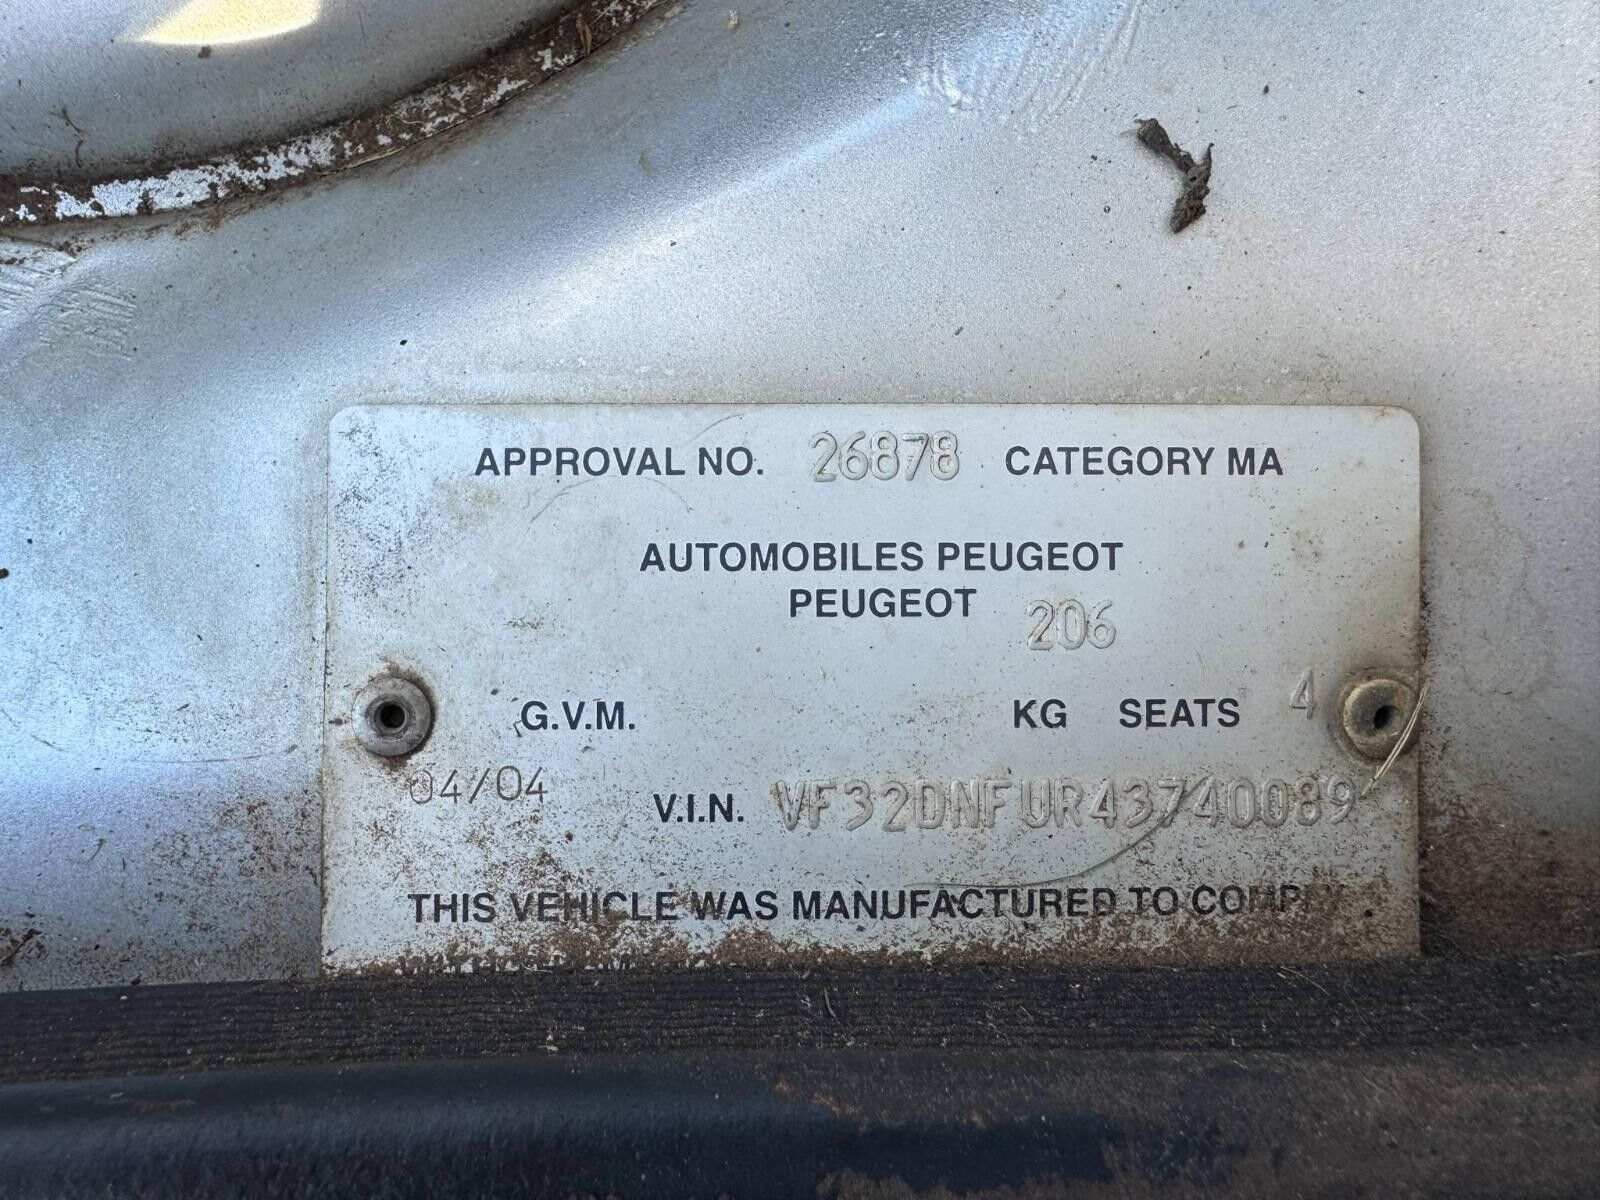 APPROVAL NO. 26878 CATEGORY MA
AUTOMOBILES PEUGEOT
PEUGEOT 206
G.V.M. KG SEATS 4
04/04 V.I.N. VF32DNFUR43740089
THIS VEHICLE WAS MANUFACTURED TO COMPLY